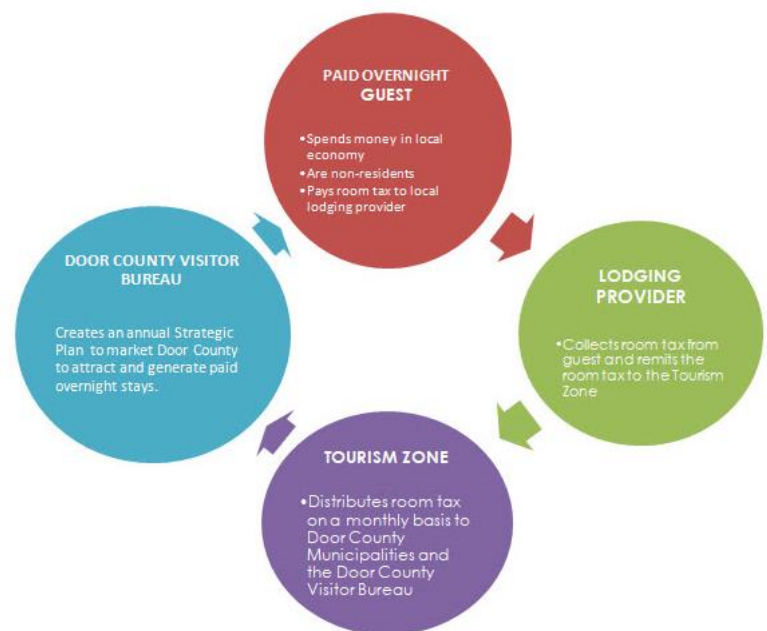 PAID OVERNIGHT
GUEST
•Spends money in local
economy
•Are non-residents
•Pays room tax to local
lodging provider
LODGING
PROVIDER
•Collects room tax from
guest and remits the
room tax to the Tourism
Zone
TOURISM ZONE
•Distributes room tax
on a monthly basis to
Door County
Municipalities and
the Door County
Visitor Bureau
DOOR COUNTY VISITOR
BUREAU
Creates an annual Strategic
Plan to market Door County
to attract and generate paid
overnight stays.